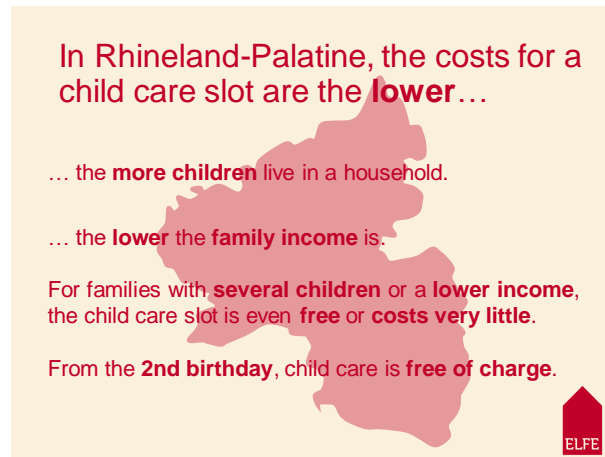 In Rhineland-Palatine, the costs for a
child care slot are the lower…
… the more children live in a household.
… the lower the family income is.
For families with several children or a lower income,
the child care slot is even free or costs very little.
From the 2nd birthday, child care is free of charge.
ELFE